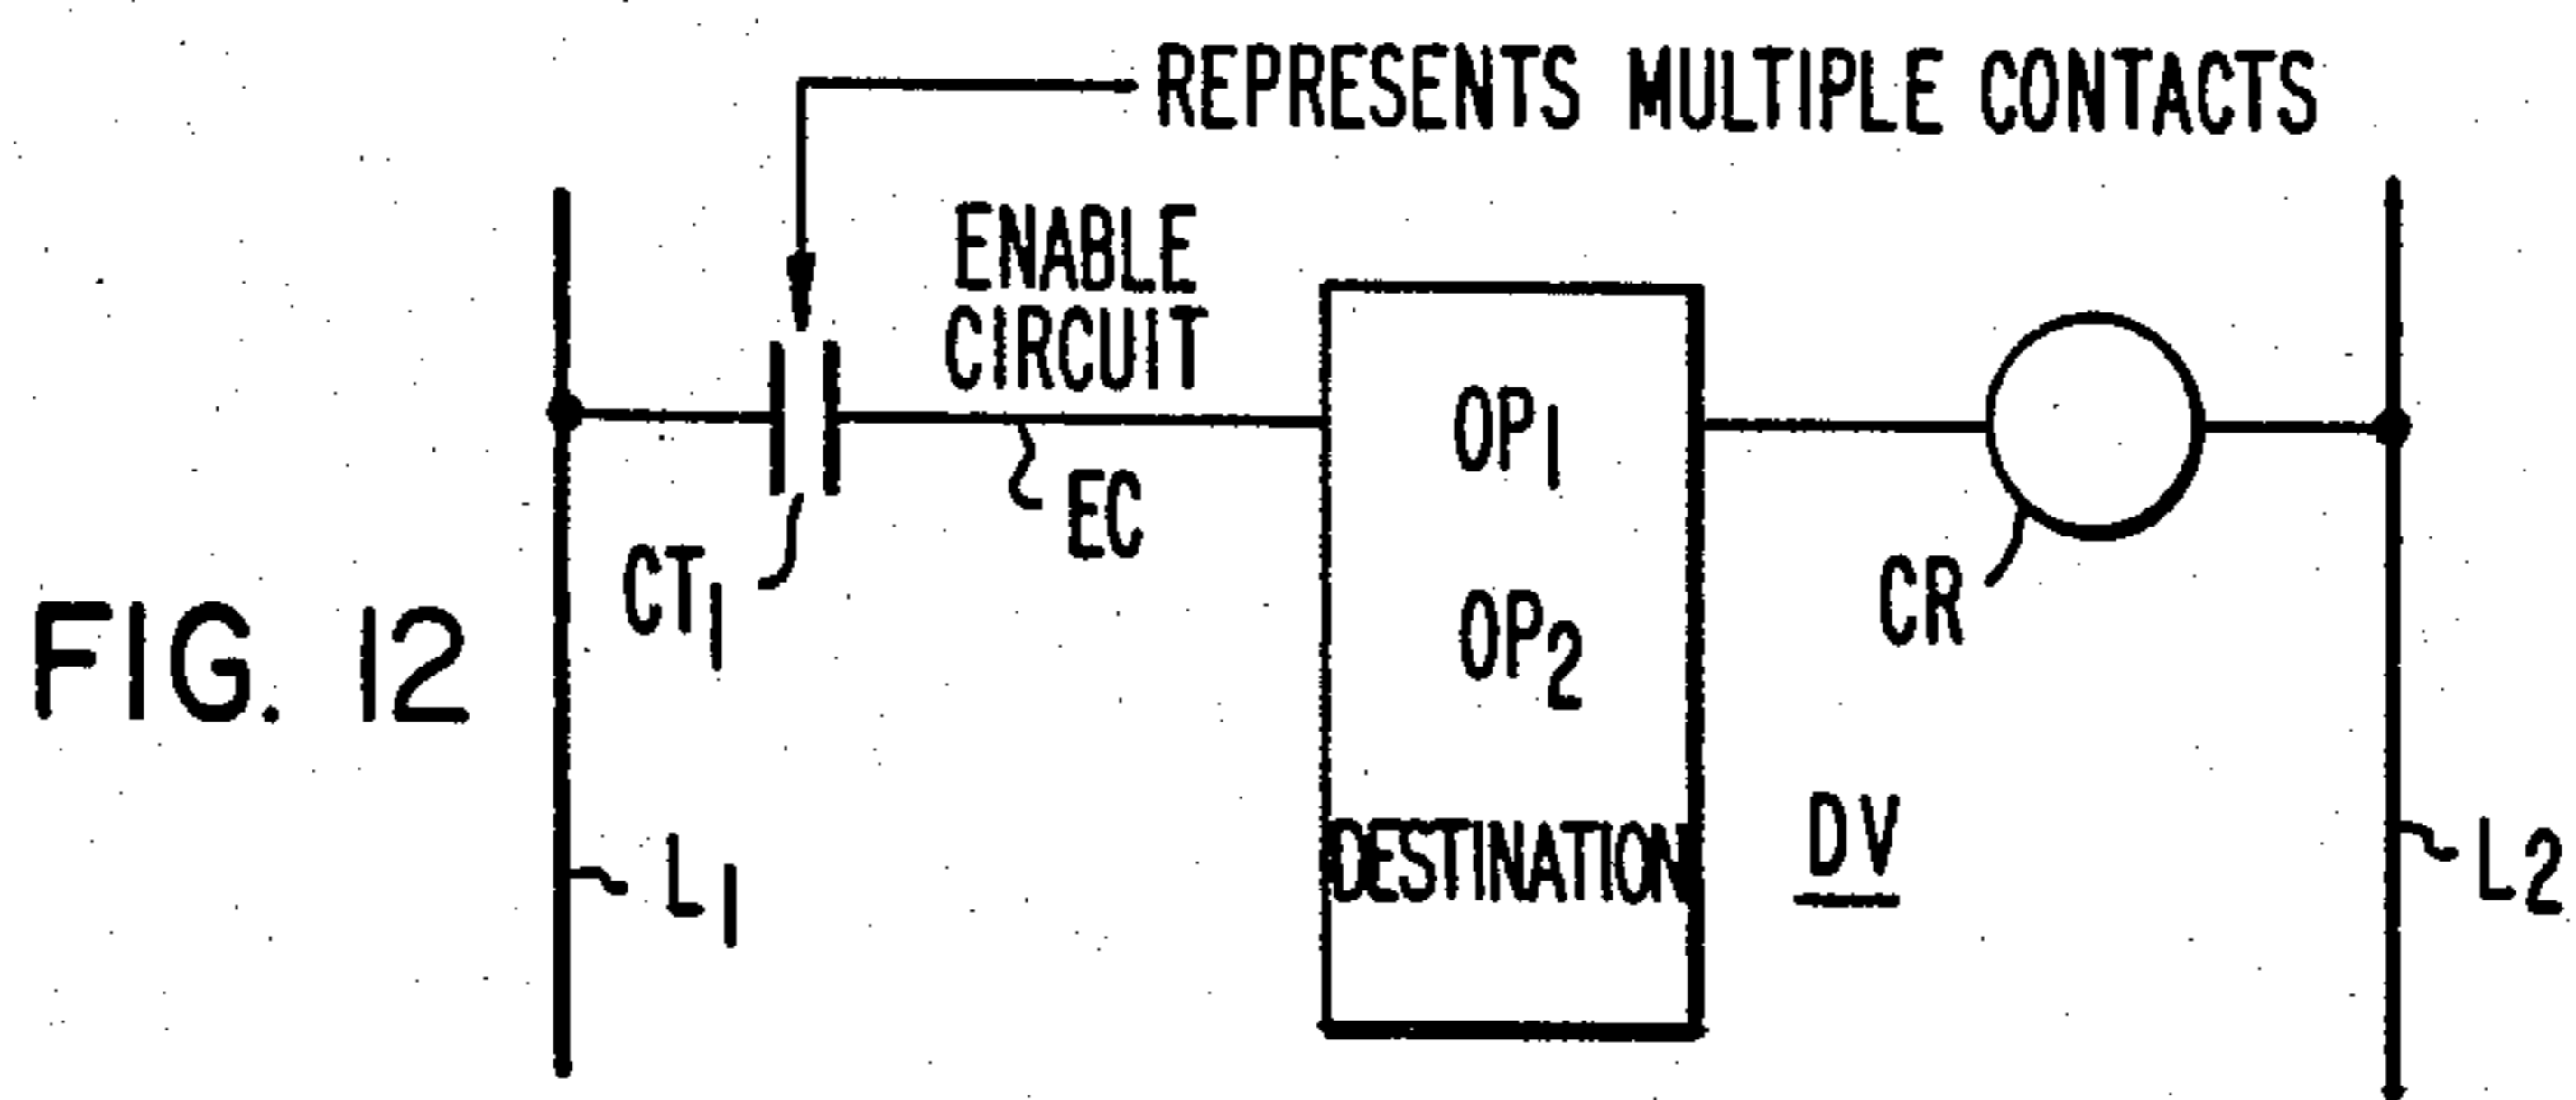 REPRESENTS MULTIPLE CONTACTS
ENABLE
CIRCUIT
OP1
EC
CT1
CR
FIG. 12
OP2
DESTINATION
DV
L1
L2